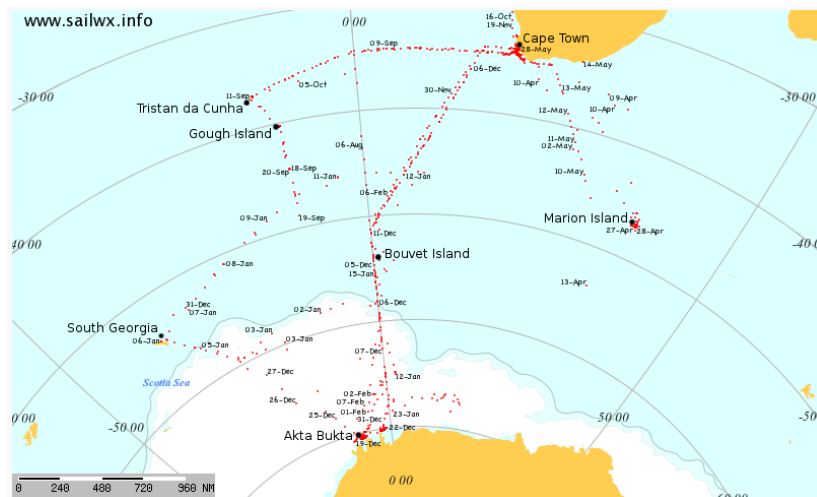 www.sailwx.info
0 00
16-Oct
19-Nov
Cape Town
28-May
09-Sep
06-Dec
14-May
05-Oct
10-Apr
13-May
30-Nov
11-Sep
09-Apr
-30 00
-30 00
Tristan da Cunha
12-May
10-Apr
Gough Island
11-May
06-Aug
02-May
18-Sep
20-Sep
11-Jan
12-Jan
10-May
06-Feb
09-Jan
19-Sep
Marion Island
11-Dec
27-Apr
28-Apr
40 00
-40
Bouvet Island
08-Jan
05-Dec
15-Jan
13-Apr
31-Dec
07-Jan
02-Jan
06-Dec
South Georgia
03-Jan
06-Jan
05-Jan
03-Jan
07-Dec
27-Dec
12-Jan
Scotia Sea
02-Feb
26-Dec
07-Feb
01-Feb
25-Dec
31-Dec
23-Jan
00 00
-50
50 00
-50 00
22-Dec
Akta Bukta
19-Dec
0 00
0 240 480 720 960 NM